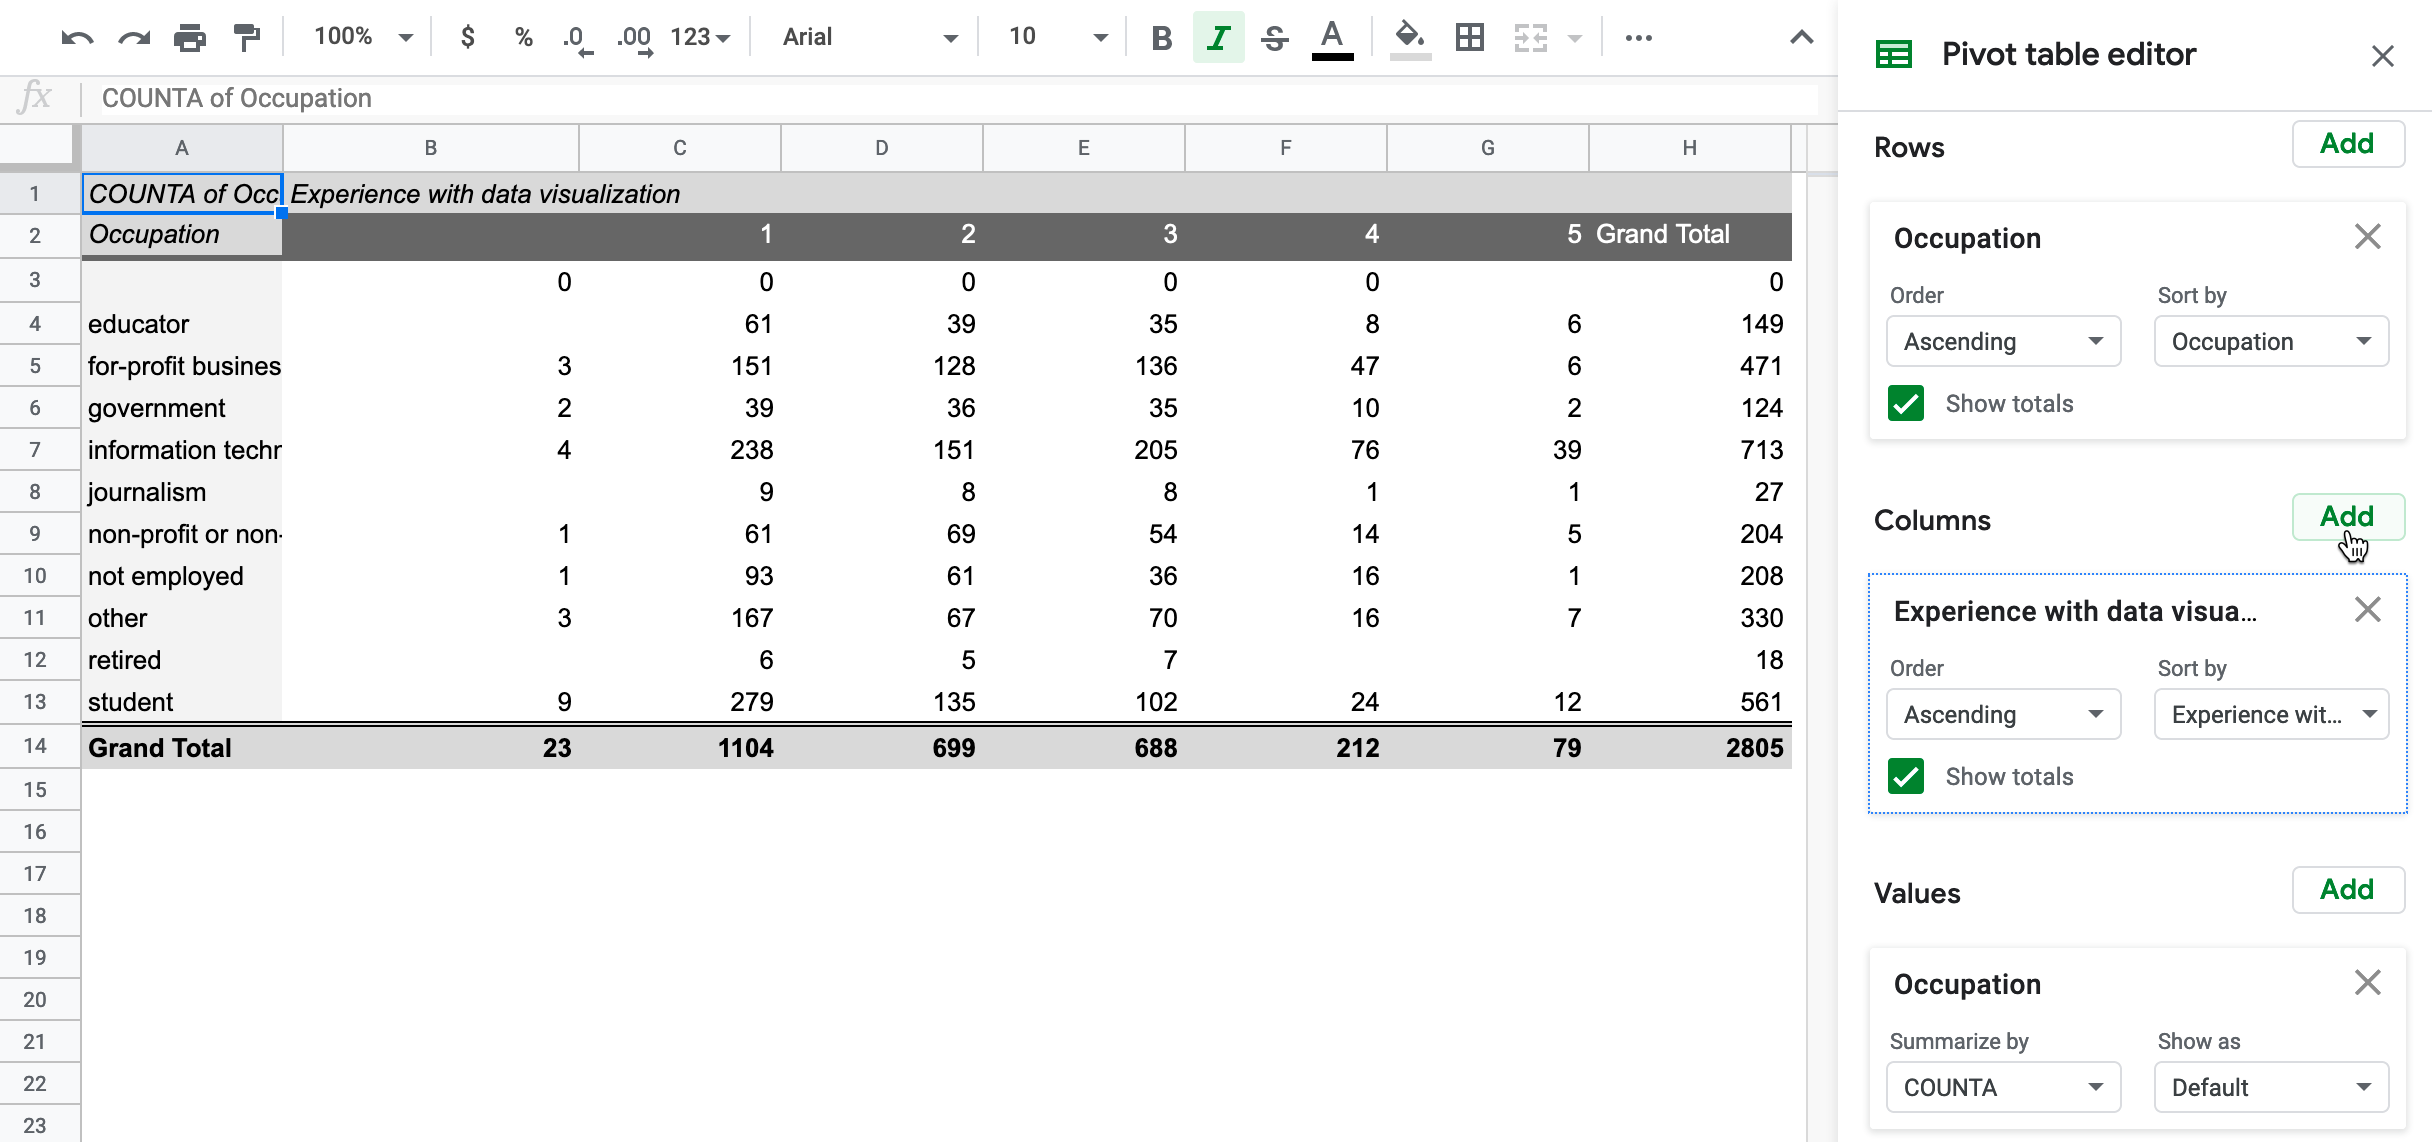 100% $ % .0 .00 123 Arial 10 B I S A
fx COUNTA of Occupation
A B C D E F G H
1 COUNTA of Occ Experience with data visualization
2 Occupation 1 2 3 4 5 Grand Total
3 0 0 0 0 0 0
4 educator 61 39 35 8 6 149
5 for-profit busines 3 151 128 136 47 6 471
6 government 2 39 36 35 10 2 124
7 information techn 4 238 151 205 76 39 713
8 journalism 9 8 8 1 1 27
9 non-profit or non- 1 61 69 54 14 5 204
10 not employed 1 93 61 36 16 1 208
11 other 3 167 67 70 16 7 330
12 retired 6 5 7 18
13 student 9 279 135 102 24 12 561
14 Grand Total 23 1104 699 688 212 79 2805
15
16
17
18
19
20
21
22
23
Pivot table editor
Rows Add
Occupation
Order Sort by
Ascending Occupation
Show totals
Columns Add
Experience with data visua...
Order Sort by
Ascending Experience wit...
Show totals
Values Add
Occupation
Summarize by Show as
COUNTA Default